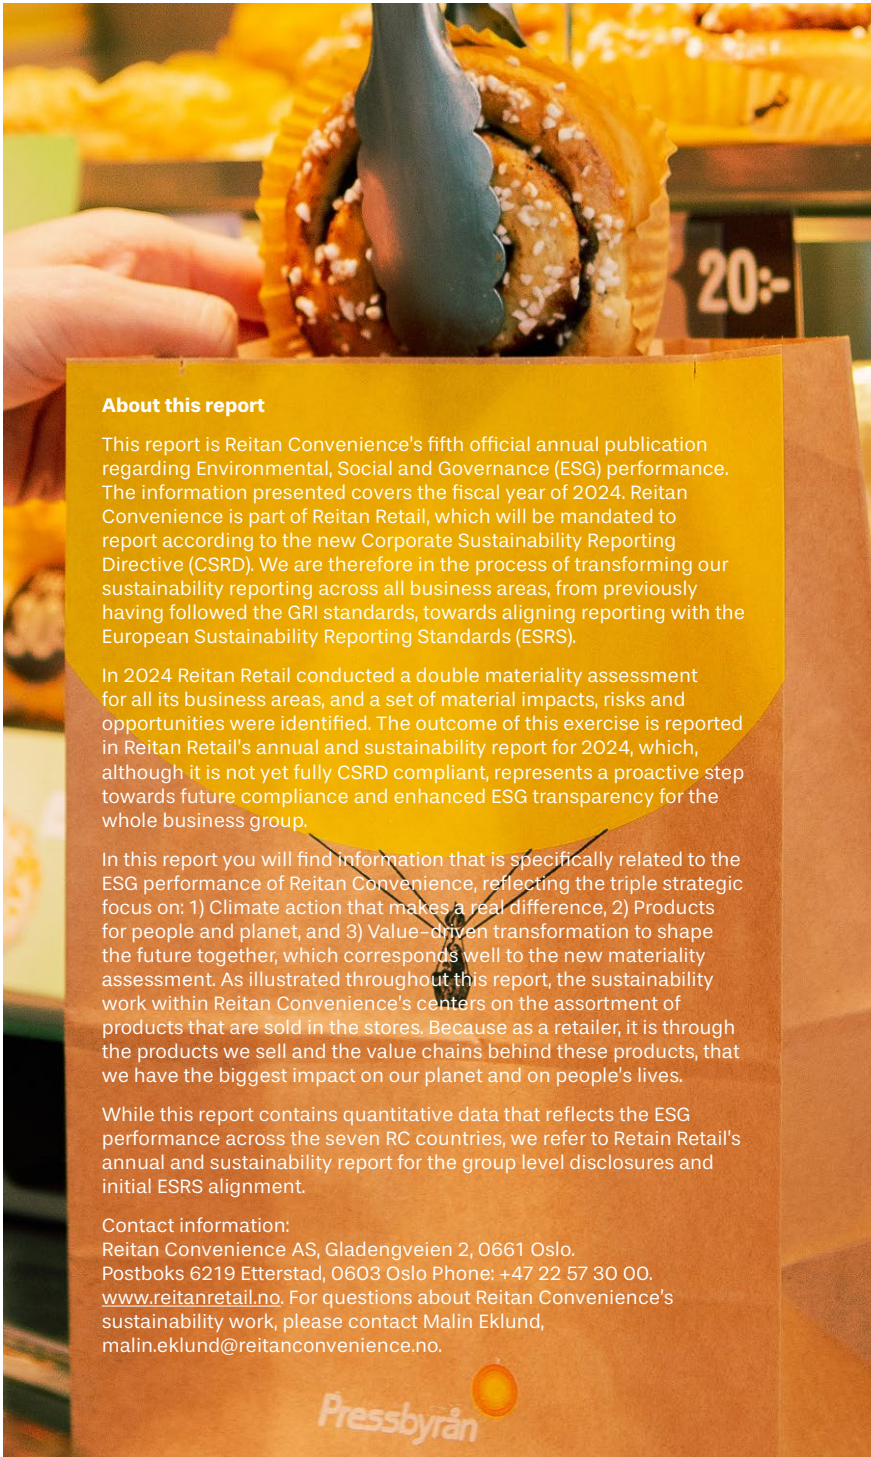 20:-
About this report
This report is Reitan Convenience's fifth official annual publication
regarding Environmental, Social and Governance (ESG) performance.
The information presented covers the fiscal year of 2024. Reitan
Convenience is part of Reitan Retail, which will be mandated to
report according to the new Corporate Sustainability Reporting
Directive (CSRD). We are therefore in the process of transforming our
sustainability reporting across all business areas, from previously
having followed the GRI standards, towards aligning reporting with the
European Sustainability Reporting Standards (ESRS).
In 2024 Reitan Retail conducted a double materiality assessment
for all its business areas, and a set of material impacts, risks and
opportunities were identified. The outcome of this exercise is reported
in Reitan Retail's annual and sustainability report for 2024, which,
although it is not yet fully CSRD compliant, represents a proactive step
towards future compliance and enhanced ESG transparency for the
whole business group.
In this report you will find information that is specifically related to the
ESG performance of Reitan Convenience, reflecting the triple strategic
focus on: 1) Climate action that makes a real difference, 2) Products
for people and planet, and 3) Value-driven transformation to shape
the future together, which corresponds well to the new materiality
assessment. As illustrated throughout this report, the sustainability
work within Reitan Convenience's centers on the assortment of
products that are sold in the stores. Because as a retailer, it is through
the products we sell and the value chains behind these products, that
we have the biggest impact on our planet and on people's lives.
While this report contains quantitative data that reflects the ESG
performance across the seven RC countries, we refer to Retain Retail's
annual and sustainability report for the group level disclosures and
initial ESRS alignment.
Contact information:
Reitan Convenience AS, Gladengveien 2, 0661 Oslo.
Postboks 6219 Etterstad, 0603 Oslo Phone: +47 22 57 30 00.
www.reitanretail.no. For questions about Reitan Convenience's
sustainability work, please contact Malin Eklund,
malin.eklund@reitanconvenience.no.
Pressbyrån